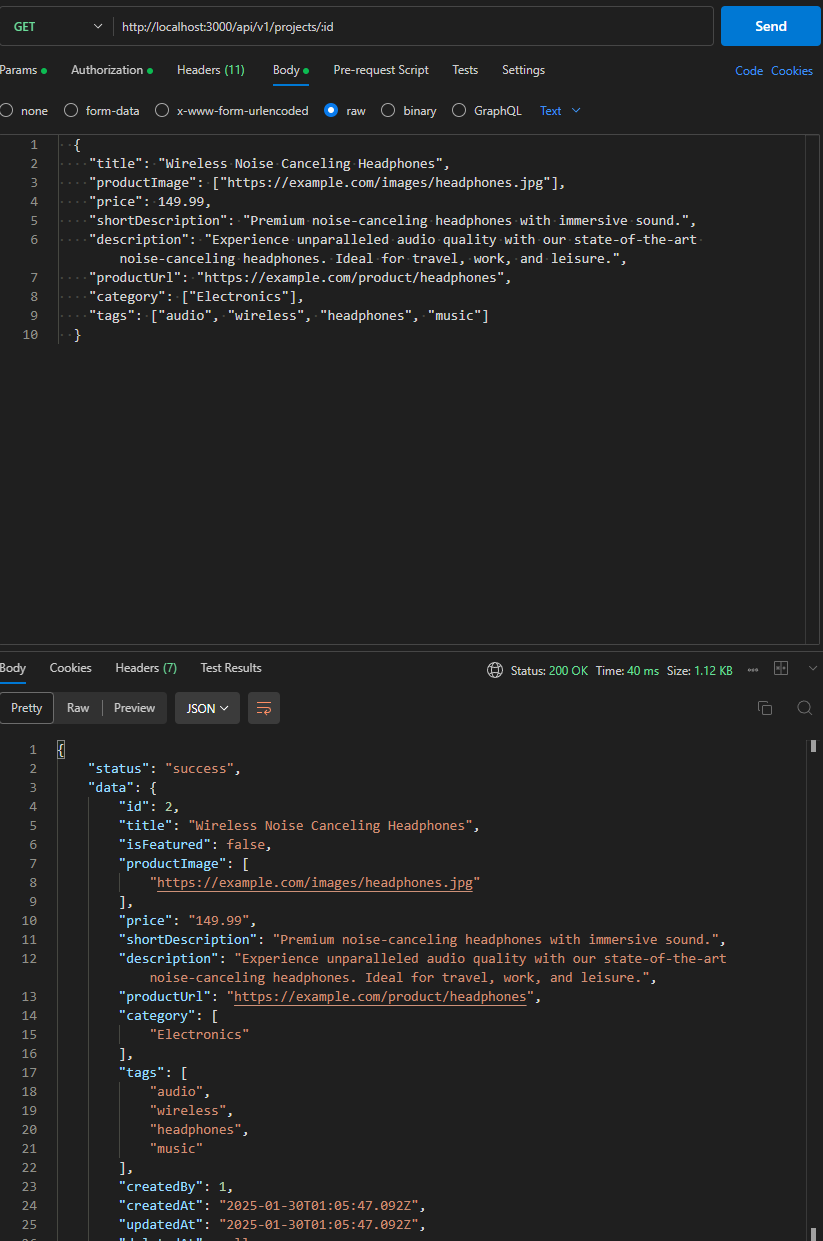 GET http://localhost:3000/api/v1/projects/:id Send
Params Authorization Headers (11) Body Pre-request Script Tests Settings Code Cookies
none form-data x-www-form-urlencoded raw binary GraphQL Text
1 {
2 "title": "Wireless Noise Canceling Headphones",
3 "productImage": ["https://example.com/images/headphones.jpg"],
4 "price": 149.99,
5 "shortDescription": "Premium noise-canceling headphones with immersive sound.",
6 "description": "Experience unparalleled audio quality with our state-of-the-art
noise-canceling headphones. Ideal for travel, work, and leisure.",
7 "productUrl": "https://example.com/product/headphones",
8 "category": ["Electronics"],
9 "tags": ["audio", "wireless", "headphones", "music"]
10 }
Body Cookies Headers (7) Test Results Status: 200 OK Time: 40 ms Size: 1.12 KB
Pretty Raw Preview JSON
1 {
2 "status": "success",
3 "data": {
4 "id": 2,
5 "title": "Wireless Noise Canceling Headphones",
6 "isFeatured": false,
7 "productImage": [
8 "https://example.com/images/headphones.jpg"
9 ],
10 "price": "149.99",
11 "shortDescription": "Premium noise-canceling headphones with immersive sound.",
12 "description": "Experience unparalleled audio quality with our state-of-the-art
noise-canceling headphones. Ideal for travel, work, and leisure.",
13 "productUrl": "https://example.com/product/headphones",
14 "category": [
15 "Electronics"
16 ],
17 "tags": [
18 "audio",
19 "wireless",
20 "headphones",
21 "music"
22 ],
23 "createdBy": 1,
24 "createdAt": "2025-01-30T01:05:47.092Z",
25 "updatedAt": "2025-01-30T01:05:47.092Z",